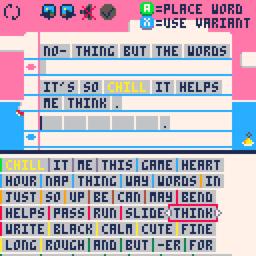 A=PLACE WORD
X=USE VARIANT
NO- THING BUT THE WORDS
IT'S SO CHILL IT HELPS
ME THINK .
.
CHILL IT ME THIS GAME HEART
HOUR NAP THING WAY WORDS IN
JUST SO UP BE CAN MAY BEND
HELPS PASS RUN SLIDE THINK
WRITE BLACK CALM CUTE FINE
LONG ROUGH AND BUT -ER FOR